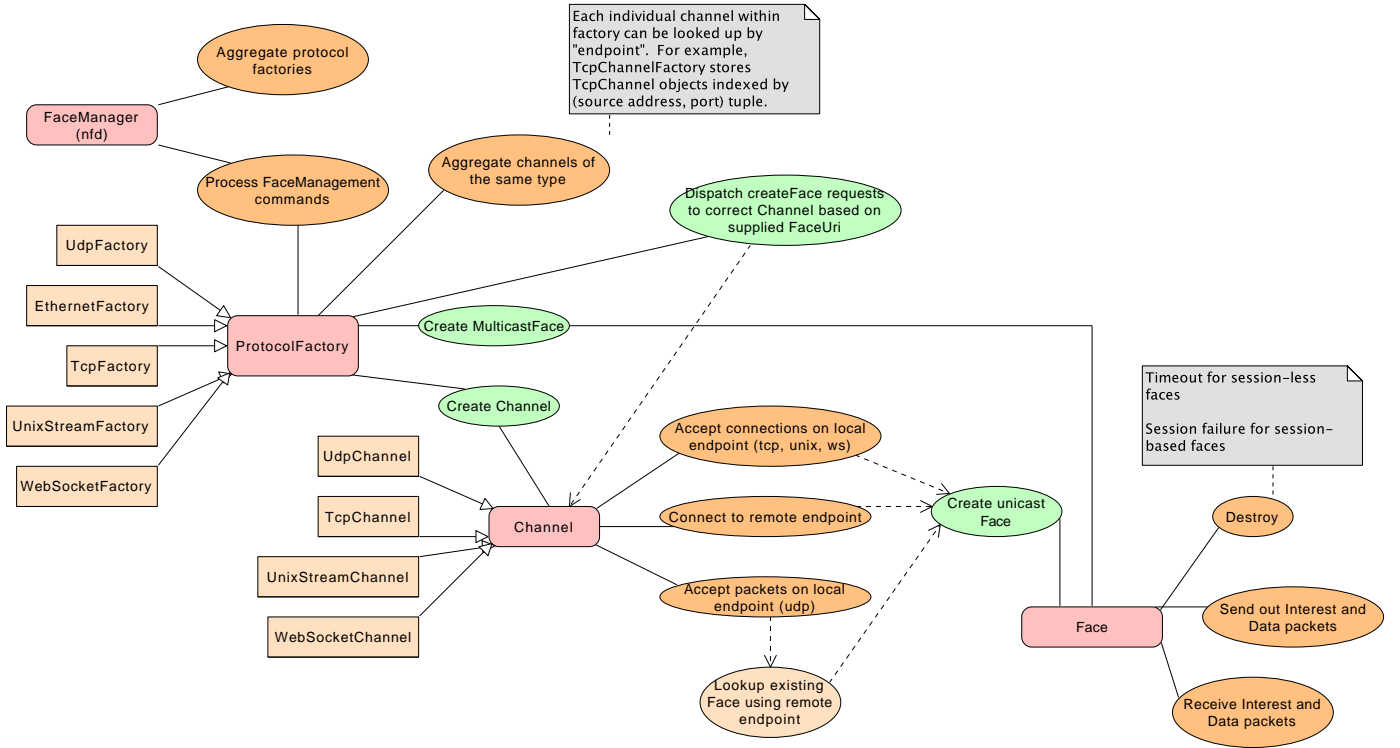 Each individual channel within
factory can be looked up by
"endpoint".  For example,
TcpChannelFactory stores
TcpChannel objects indexed by
(source address, port) tuple.
Aggregate protocol
factories
FaceManager
(nfd)
Process FaceManagement
commands
Aggregate channels of
the same type
Dispatch createFace requests
to correct Channel based on
supplied FaceUri
UdpFactory
EthernetFactory
TcpFactory
UnixStreamFactory
WebSocketFactory
ProtocolFactory
Create MulticastFace
Create Channel
Timeout for session-less
faces
Session failure for session-
based faces
UdpChannel
TcpChannel
UnixStreamChannel
WebSocketChannel
Channel
Accept connections on local
endpoint (tcp, unix, ws)
Connect to remote endpoint
Accept packets on local
endpoint (udp)
Lookup existing
Face using remote
endpoint
Create unicast
Face
Destroy
Face
Send out Interest and
Data packets
Receive Interest and
Data packets